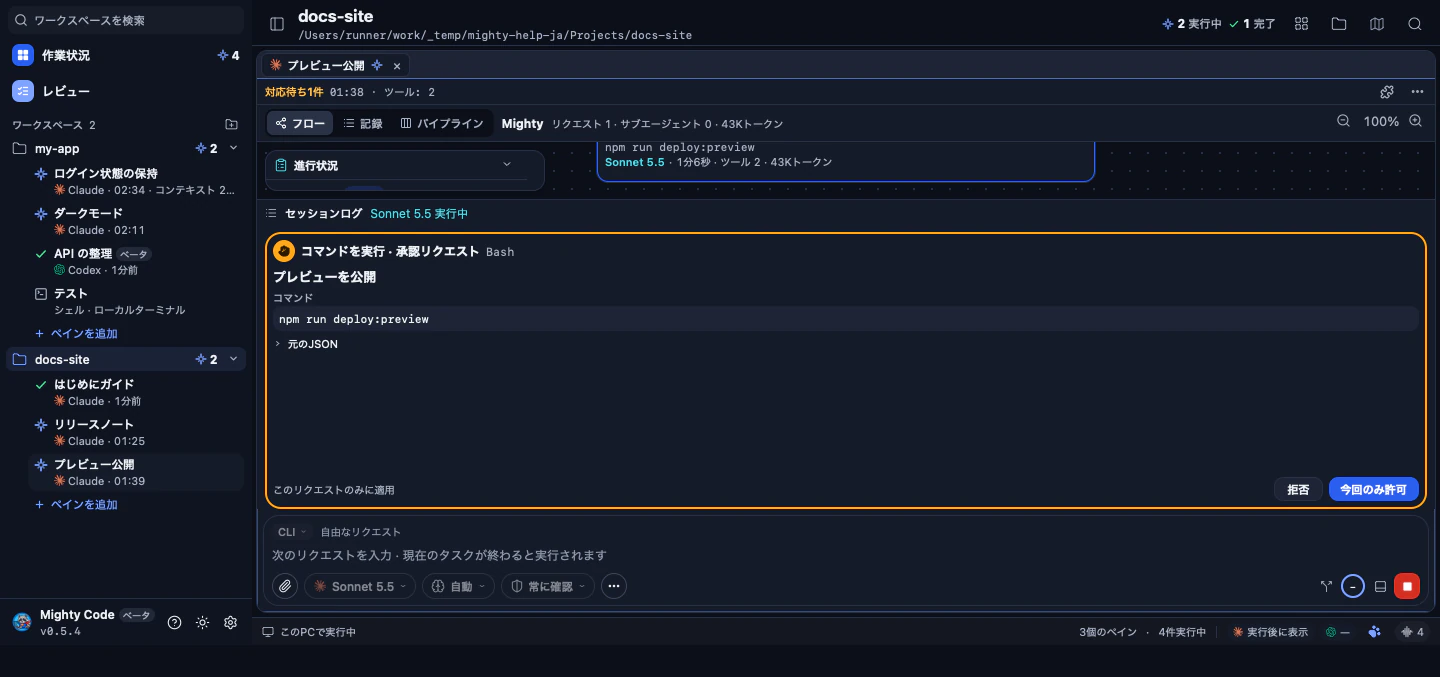 ワークスペースを検索
作業状況 4
レビュー
ワークスペース 2
my-app 2
ログイン状態の保持
Claude · 02:34 · コンテキスト 2...
ダークモード
Claude · 02:11
API の整理 ベータ
Codex · 1分前
テスト
シェル · ローカルターミナル
+ ペインを追加
docs-site 2
はじめにガイド
Claude · 1分前
リリースノート
Claude · 01:25
プレビュー公開
Claude · 01:39
+ ペインを追加
Mighty Code ベータ
v0.5.4
docs-site
/Users/runner/work/_temp/mighty-help-ja/Projects/docs-site
2 実行中 1 完了
プレビュー公開 ×
対応待ち1件 01:38 · ツール: 2
フロー 記録 パイプライン Mighty リクエスト 1 · サブエージェント 0 · 43Kトークン
100%
進行状況
npm run deploy:preview
Sonnet 5.5 · 1分6秒 · ツール 2 · 43Kトークン
セッションログ Sonnet 5.5 実行中
コマンドを実行 · 承認リクエスト Bash
プレビューを公開
コマンド
npm run deploy:preview
元のJSON
このリクエストのみに適用
拒否 今回のみ許可
CLI 自由なリクエスト
次のリクエストを入力 · 現在のタスクが終わると実行されます
Sonnet 5.5 自動 常に確認
このPCで実行中
3個のペイン · 4件実行中 実行後に表示 — 4